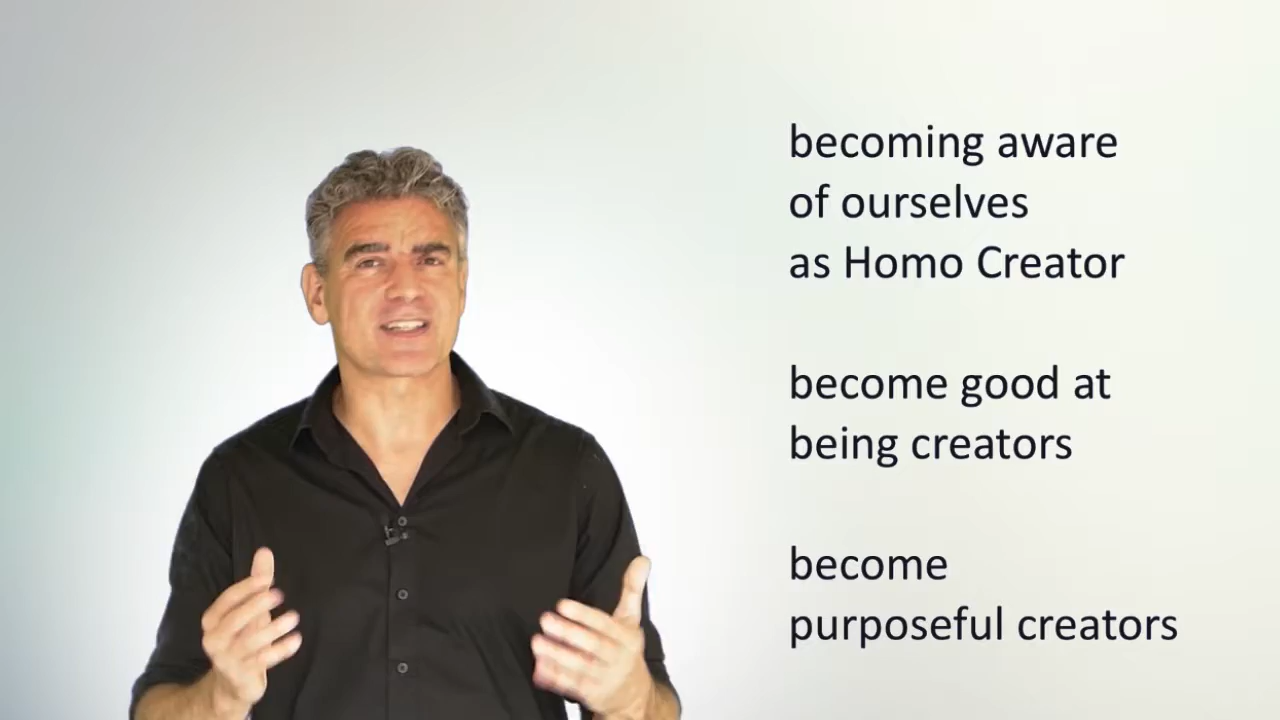 becoming aware
of ourselves
as Homo Creator
become good at
being creators
become
purposeful creators